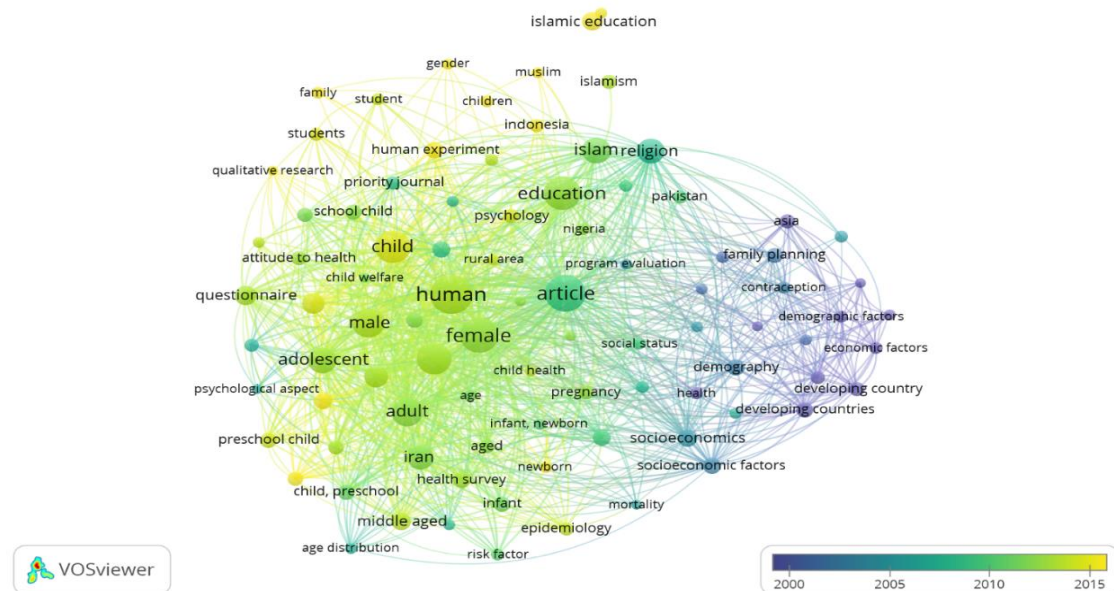 islamic education
gender
muslim
islamism
family
student
children
students
indonesia
human experiment
islam
religion
qualitative research
priority journal
education
pakistan
school child
psychology
asia
nigeria
child
attitude to health
rural area
program evaluation
family planning
child welfare
contraception
questionnaire
human
article
male
demographic factors
female
social status
economic factors
adolescent
child health
demography
psychological aspect
age
pregnancy
health
developing country
adult
developing countries
infant, newborn
preschool child
aged
socioeconomics
iran
newborn
socioeconomic factors
health survey
child, preschool
infant
mortality
middle aged
epidemiology
age distribution
risk factor
VOSviewer
2000 2005 2010 2015